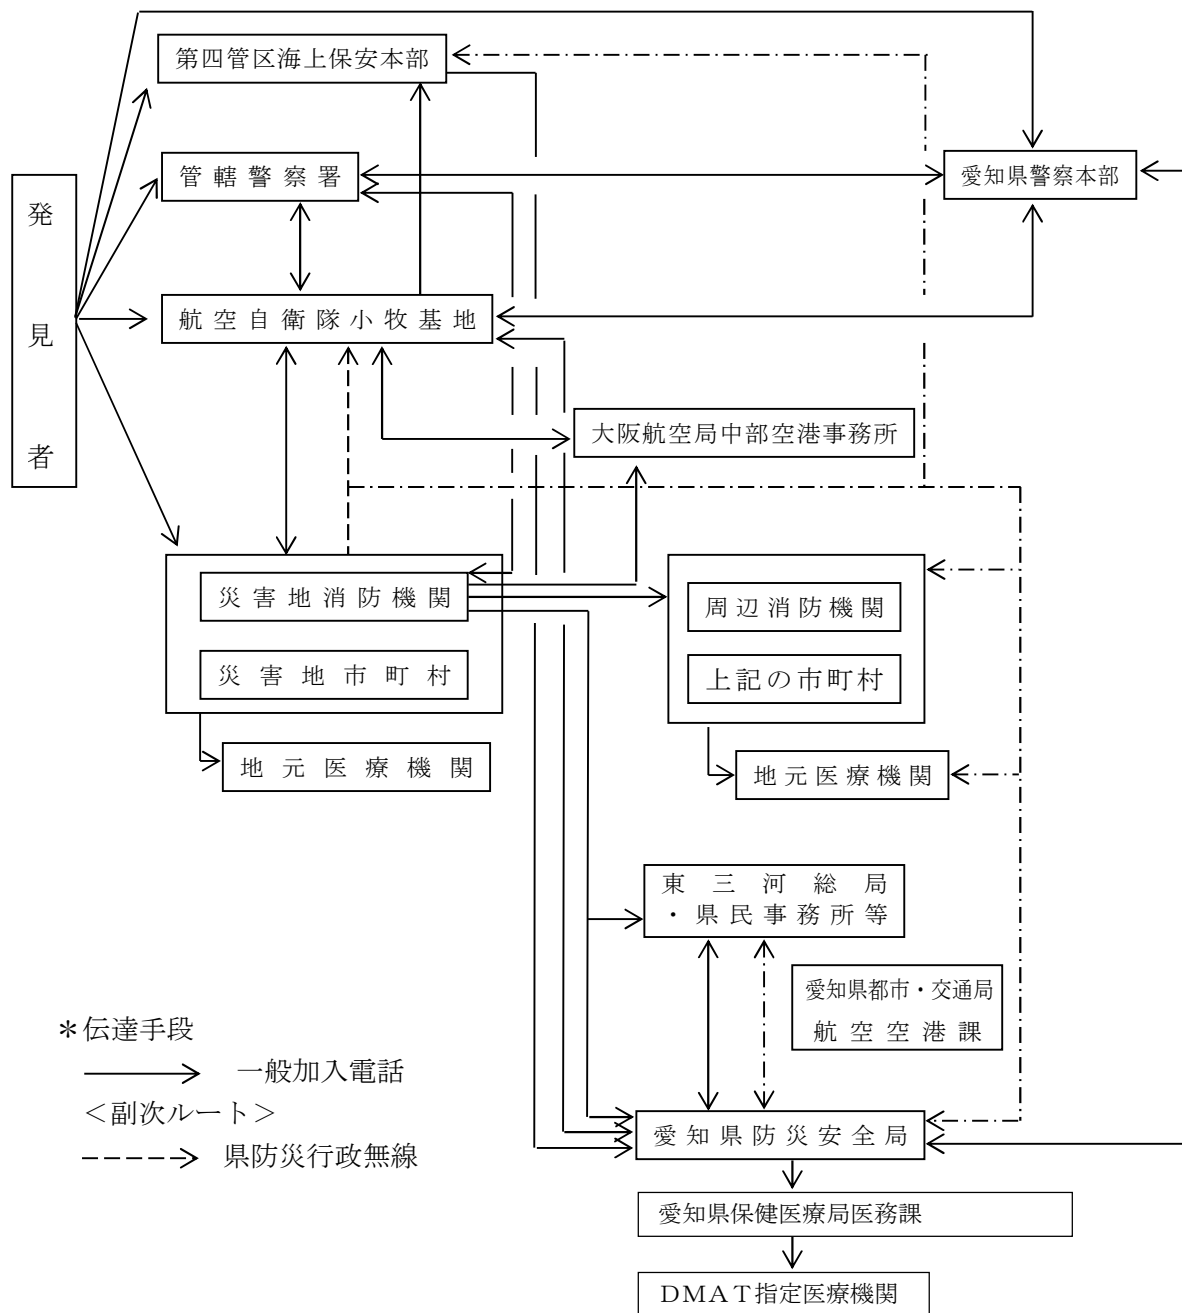 第四管区海上保安本部
管轄警察署
愛知県警察本部
発見者
航空自衛隊小牧基地
大阪航空局中部空港事務所
災害地消防機関
周辺消防機関
災害地市町村
上記の市町村
地元医療機関
地元医療機関
東三河総局
・県民事務所等
愛知県都市・交通局
航空空港課
＊伝達手段
一般加入電話
＜副次ルート＞
県防災行政無線
愛知県防災安全局
愛知県保健医療局医務課
ＤＭＡＴ指定医療機関